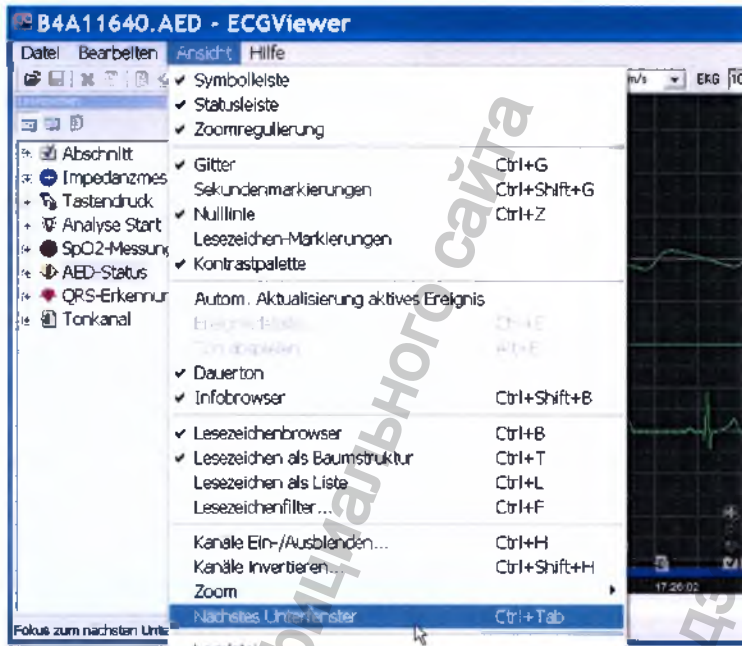 B4A11640.AED - ECGViewer
Datei Bearbeiten Ansicht Hilfe
m/s EKG
Symbolleiste
Statusleiste
Zoomregulierung
Gitter Ctrl+G
Sekundenmarkierungen Ctrl+Shift+G
Nulllinie Ctrl+Z
Lesezeichen-Markierungen
Kontrastpalette
Autom. Aktualisierung aktives Ereignis
Dauerton
Infobrowser Ctrl+Shift+B
Lesezeichenbrowser Ctrl+B
Lesezeichen als Baumstruktur Ctrl+T
Lesezeichen als Liste Ctrl+L
Lesezeichenfilter... Ctrl+F
Kanäle Ein-/Ausblenden... Ctrl+H
Kanäle Invertieren... Ctrl+Shift+H
Zoom
Nächstes Unterfenster Ctrl+Tab
Abschnitt
Impedanzmes
Tastendruck
Analyse Start
SpO2-Messung
AED-Status
QRS-Erkennur
Tonkanal
17:26:02
Fokus zum nächsten Unte
сайта